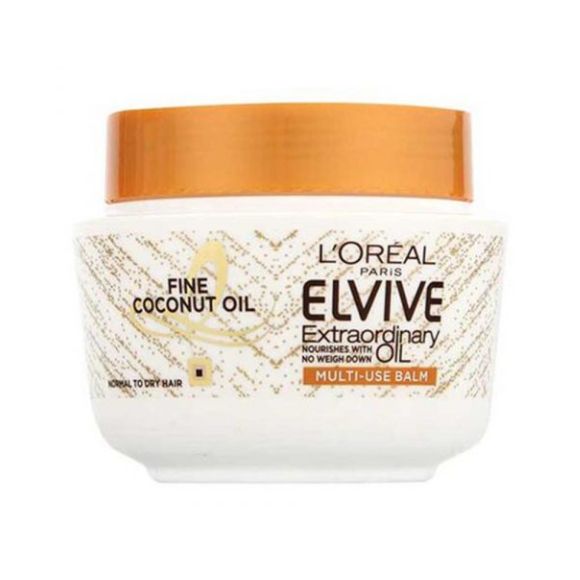 FINE
COCONUT OIL
NORMAL TO DRY HAIR
L'ORÉAL
PARIS
ELVIVE
Extraordinary
OIL
NOURISHES WITH
NO WEIGH DOWN
MULTI-USE BALM